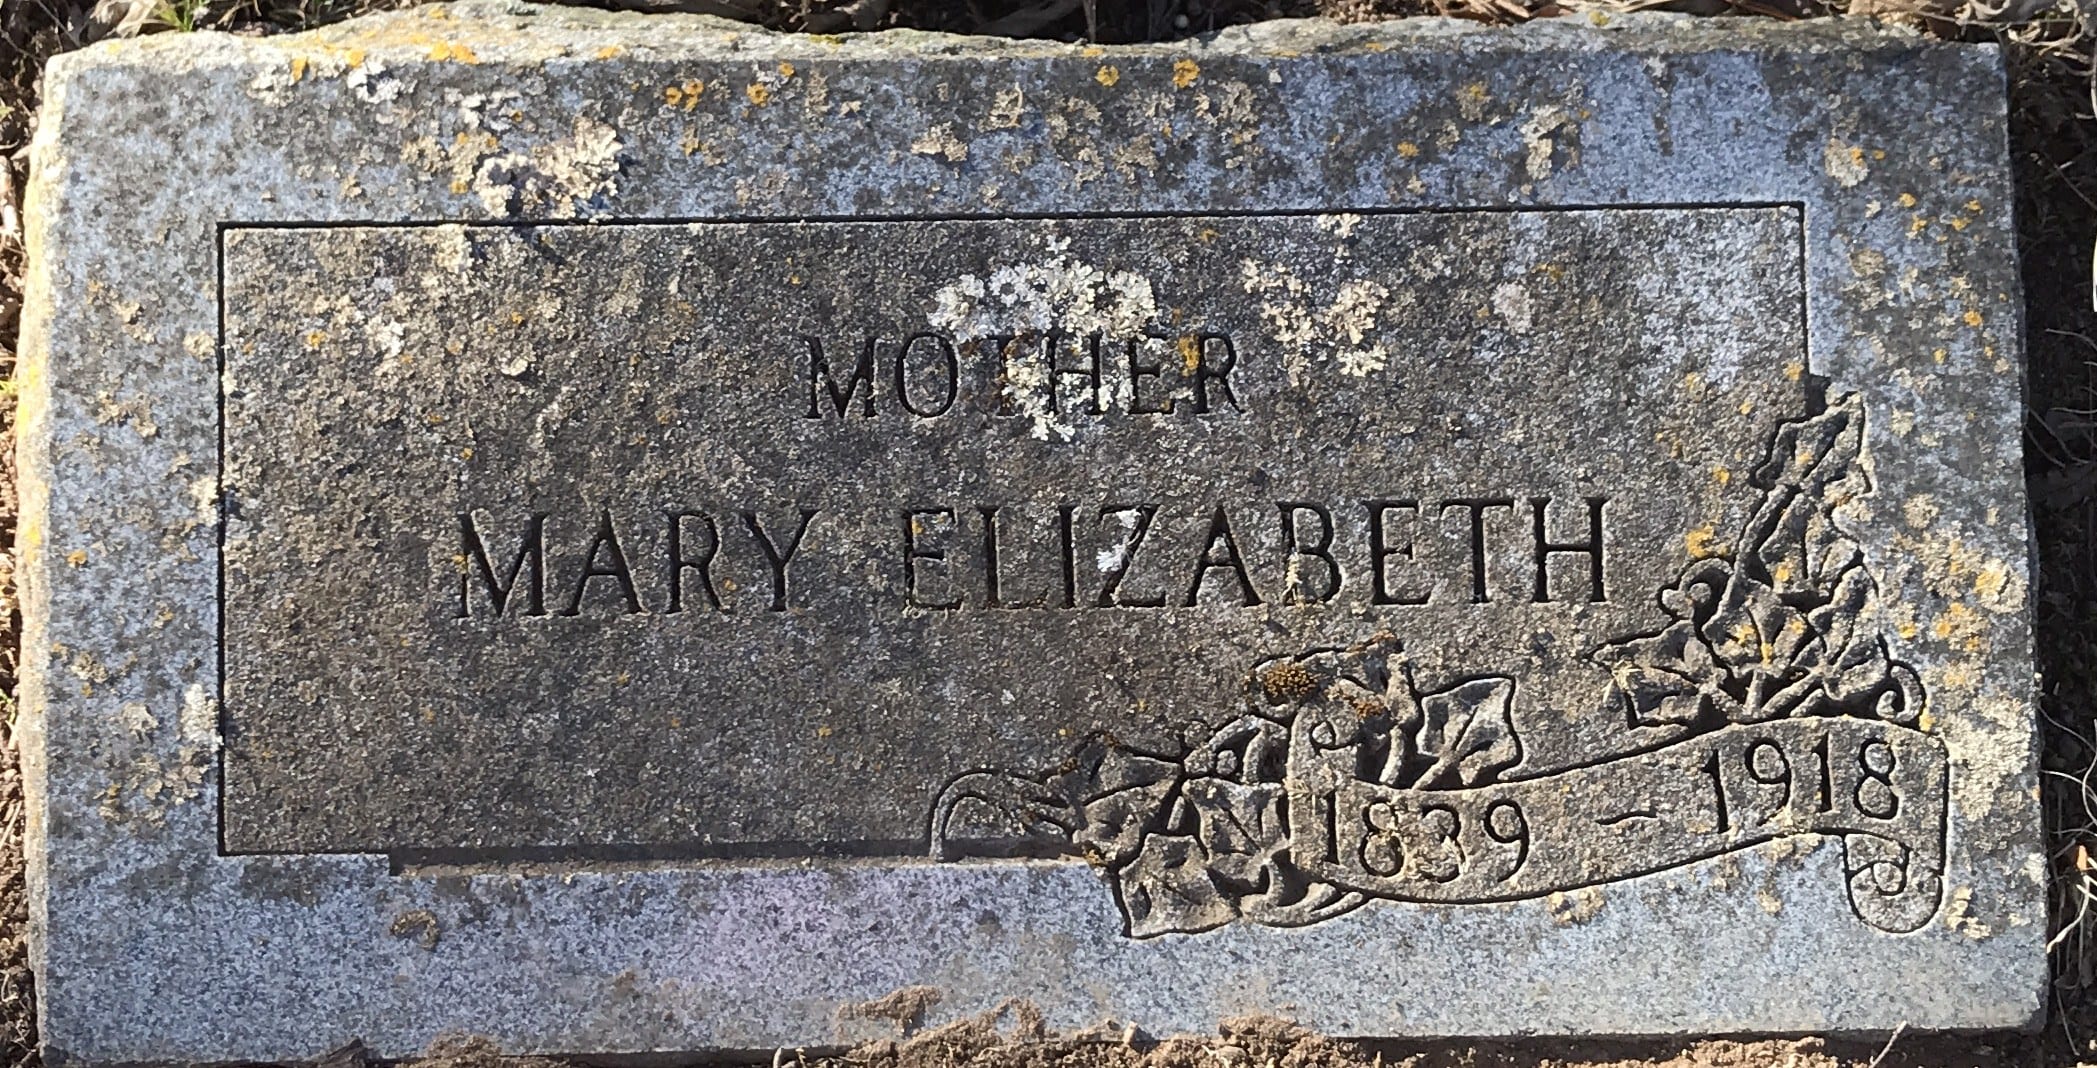 MOTHER
MARY ELIZABETH
1839 - 1918